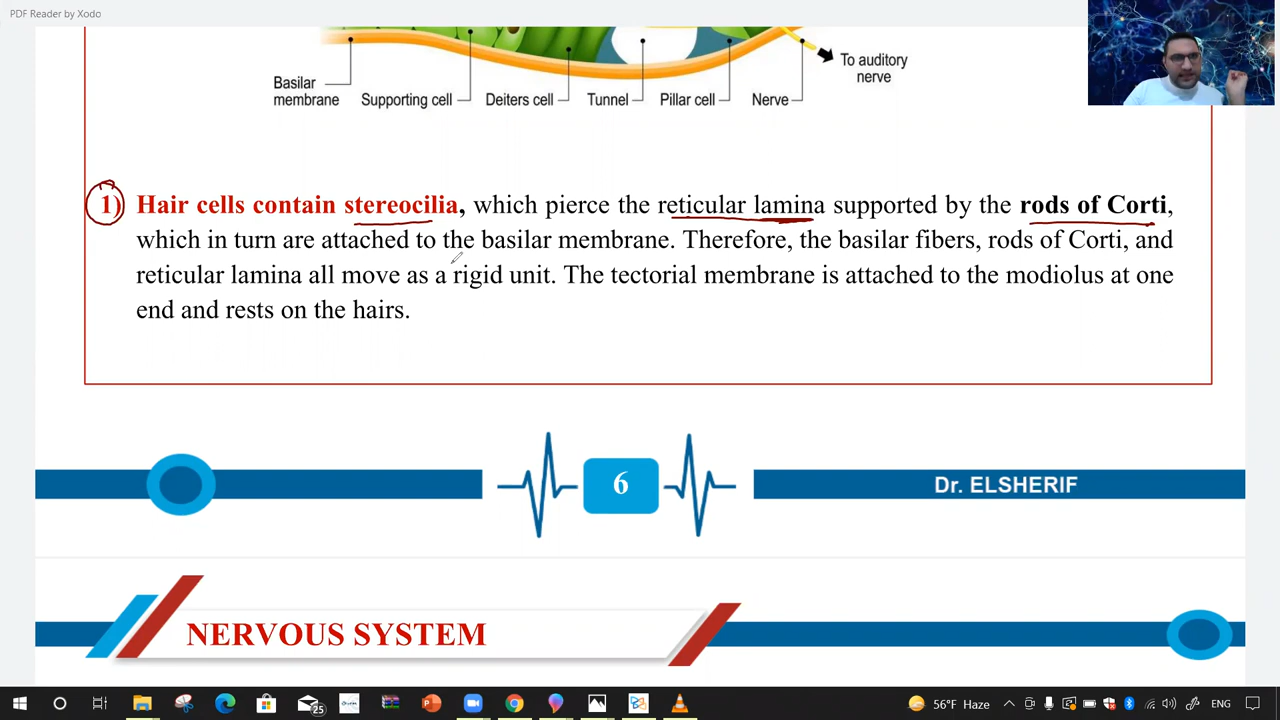 PDF Reader by Xodo
To auditory
nerve
Basilar
membrane
Supporting cell
Deiters cell
Tunnel
Pillar cell
Nerve
1) Hair cells contain stereocilia, which pierce the reticular lamina supported by the rods of Corti,
which in turn are attached to the basilar membrane. Therefore, the basilar fibers, rods of Corti, and
reticular lamina all move as a rigid unit. The tectorial membrane is attached to the modiolus at one
end and rests on the hairs.
6
Dr. ELSHERIF
NERVOUS SYSTEM
25
56°F Haze
ENG